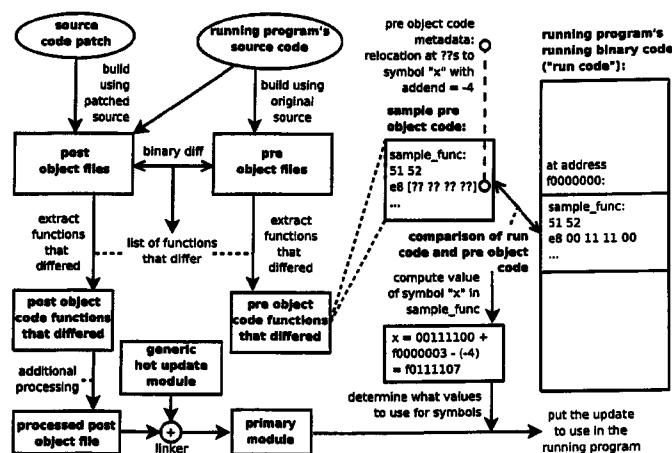 source
code patch
running program's
source code
build
using
patched
source
build using
original
source
post
object files
binary diff
pre
object files
extract
functions
that
differed
list of functions
that differ
extract
functions
that
differed
post object
code functions
that differed
pre object
code functions
that differed
additional
processing
generic
hot update
module
processed post
object file
+
linker
primary
module
pre object code
metadata:
relocation at ??s to
symbol "x" with
addend = -4
sample pre
object code:
sample_func:
51 52
e8 [?? ?? ?? ??]
...
comparison of run
code and pre object
code
compute value
of symbol "x" in
sample_func
x = 00111100 +
f0000003 - (-4)
= f0111107
determine what values
to use for symbols
running program's
running binary code
("run code"):
at address
f0000000:
sample_func:
51 52
e8 00 11 11 00
...
put the update
to use in the
running program